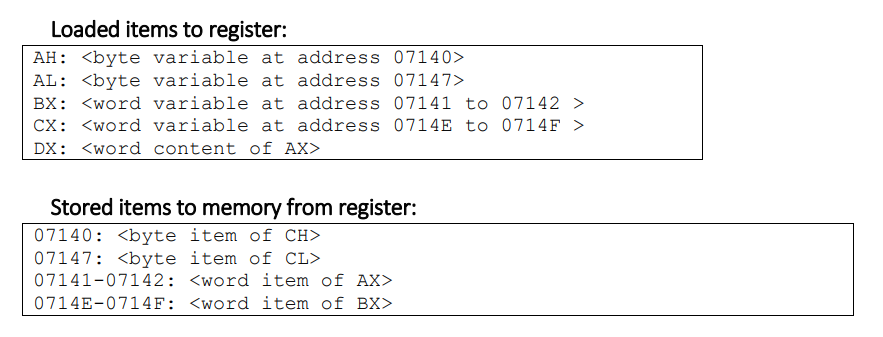 Loaded items to register:
AH: <byte variable at address 07140>
AL: <byte variable at address 07147>
BX: <word variable at address 07141 to 07142 >
CX: <word variable at address 0714E to 0714F >
DX: <word content of AX>
Stored items to memory from register:
07140: <byte item of CH>
07147: <byte item of CL>
07141-07142: <word item of AX>
0714E-0714F: <word item of BX>